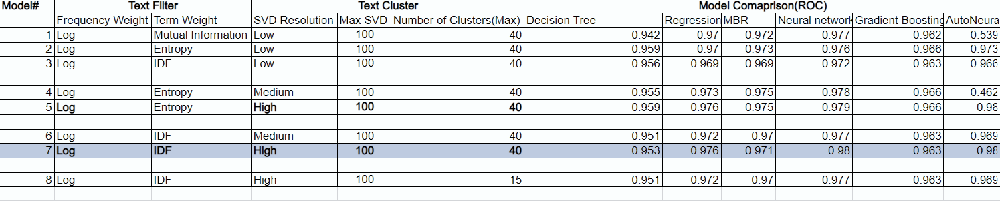 Model# Text Filter Text Cluster Model Comaprison(ROC)
Frequency Weight Term Weight SVD Resolution Max SVD Number of Clusters(Max) Decision Tree Regression MBR Neural network Gradient Boosting AutoNeura
1 Log Mutual Information Low 100 40 0.942 0.97 0.972 0.977 0.962 0.539
2 Log Entropy Low 100 40 0.959 0.97 0.973 0.976 0.966 0.973
3 Log IDF Low 100 40 0.956 0.969 0.969 0.972 0.963 0.966
4 Log Entropy Medium 100 40 0.955 0.973 0.975 0.978 0.966 0.462
5 Log Entropy High 100 40 0.959 0.976 0.975 0.979 0.966 0.98
6 Log IDF Medium 100 40 0.951 0.972 0.97 0.977 0.963 0.969
7 Log IDF High 100 40 0.953 0.976 0.971 0.98 0.963 0.98
8 Log IDF High 100 15 0.951 0.972 0.97 0.977 0.963 0.969